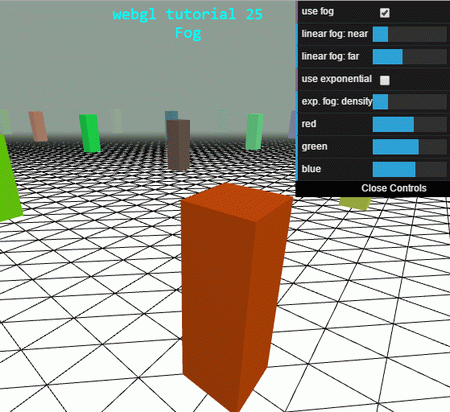 webgl tutorial 25
Fog
use fog
linear fog: near
linear fog: far
use exponential
exp. fog: density
red
green
blue
Close Controls